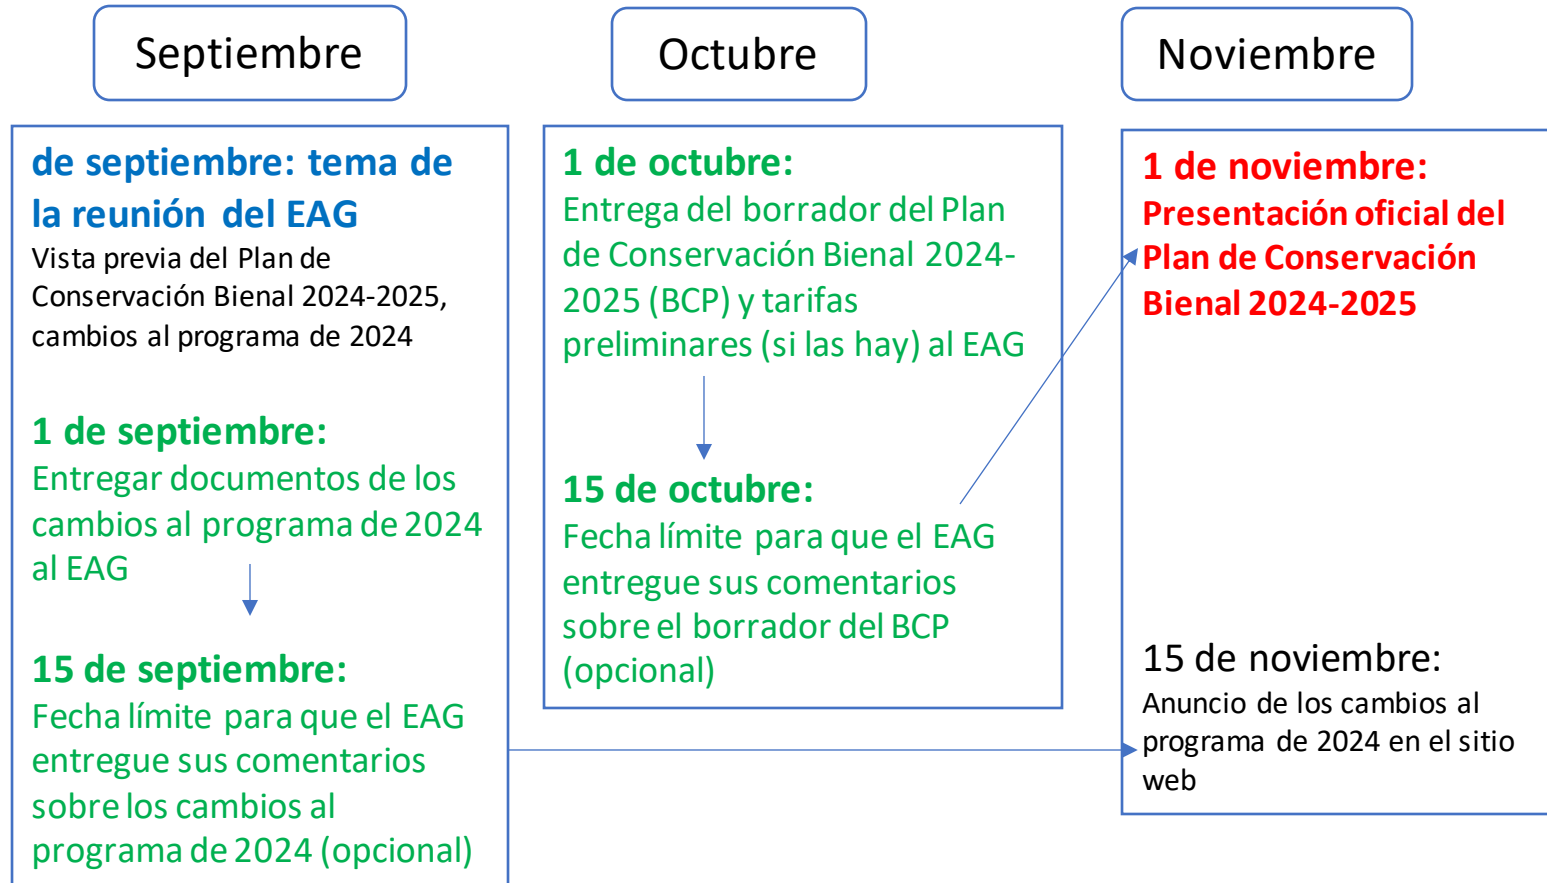 Septiembre
Octubre
Noviembre
de septiembre: tema de
la reunión del EAG
Vista previa del Plan de
Conservación Bienal 2024-2025,
cambios al programa de 2024
1 de septiembre:
Entregar documentos de los
cambios al programa de 2024
al EAG
15 de septiembre:
Fecha límite para que el EAG
entregue sus comentarios
sobre los cambios al
programa de 2024 (opcional)
1 de octubre:
Entrega del borrador del Plan
de Conservación Bienal 2024-
2025 (BCP) y tarifas
preliminares (si las hay) al EAG
15 de octubre:
Fecha límite para que el EAG
entregue sus comentarios
sobre el borrador del BCP
(opcional)
1 de noviembre:
Presentación oficial del
Plan de Conservación
Bienal 2024-2025
15 de noviembre:
Anuncio de los cambios al
programa de 2024 en el sitio
web